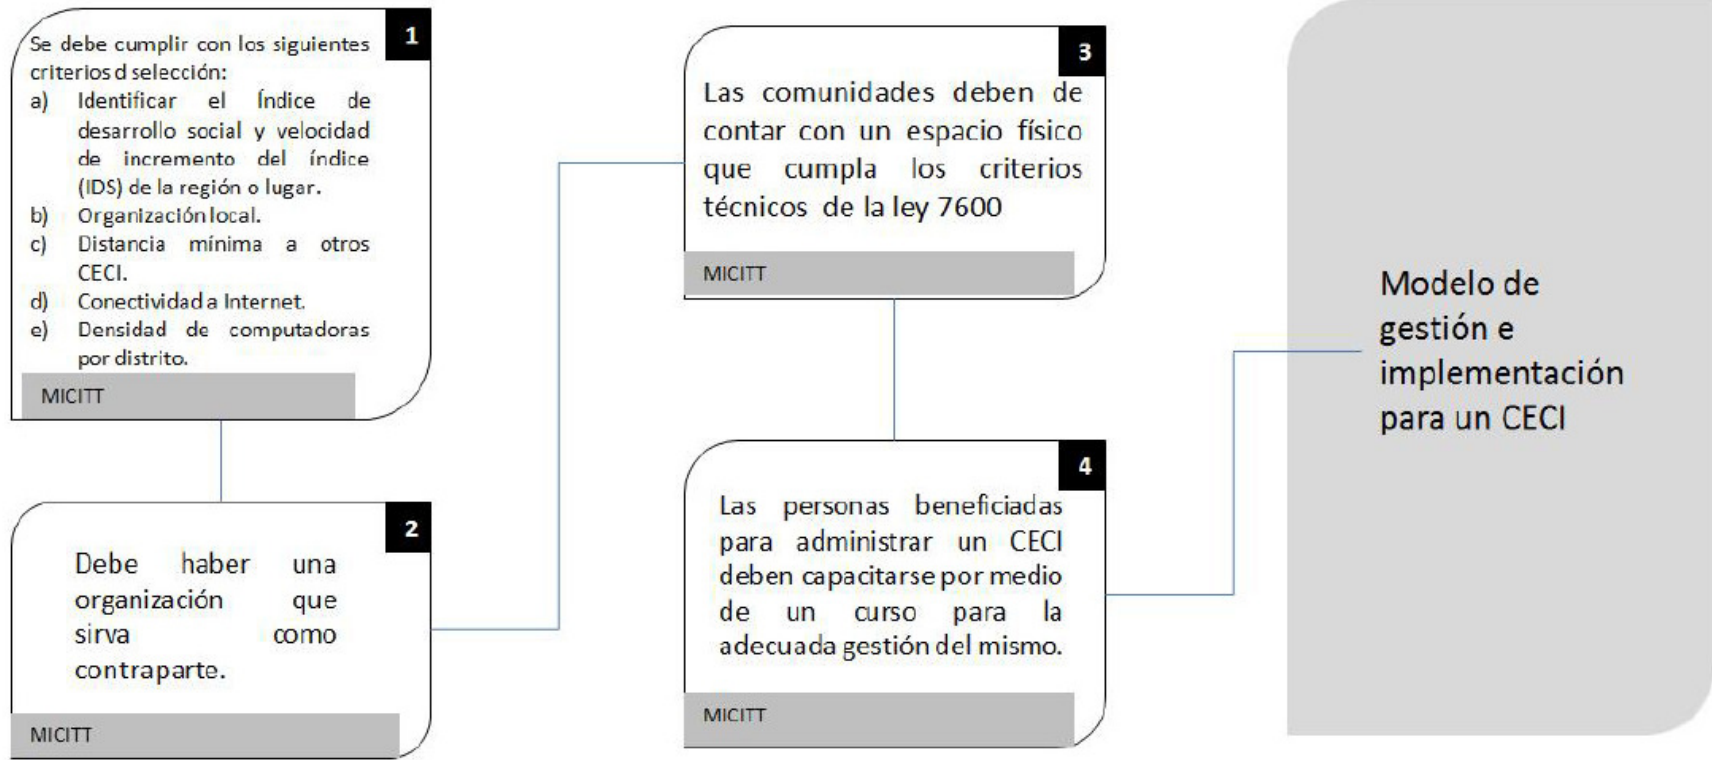 1
Se debe cumplir con los siguientes
criterios d selección:
a) Identificar el Índice de
desarrollo social y velocidad
de incremento del índice
(IDS) de la región o lugar.
b) Organización local.
c) Distancia mínima a otros
CECI.
d) Conectividad a Internet.
e) Densidad de computadoras
por distrito.
MICITT
2
Debe haber una
organización que
sirva como
contraparte.
MICITT
3
Las comunidades deben de
contar con un espacio físico
que cumpla los criterios
técnicos de la ley 7600
MICITT
4
Las personas beneficiadas
para administrar un CECI
deben capacitarse por medio
de un curso para la
adecuada gestión del mismo.
MICITT
Modelo de
gestión e
implementación
para un CECI